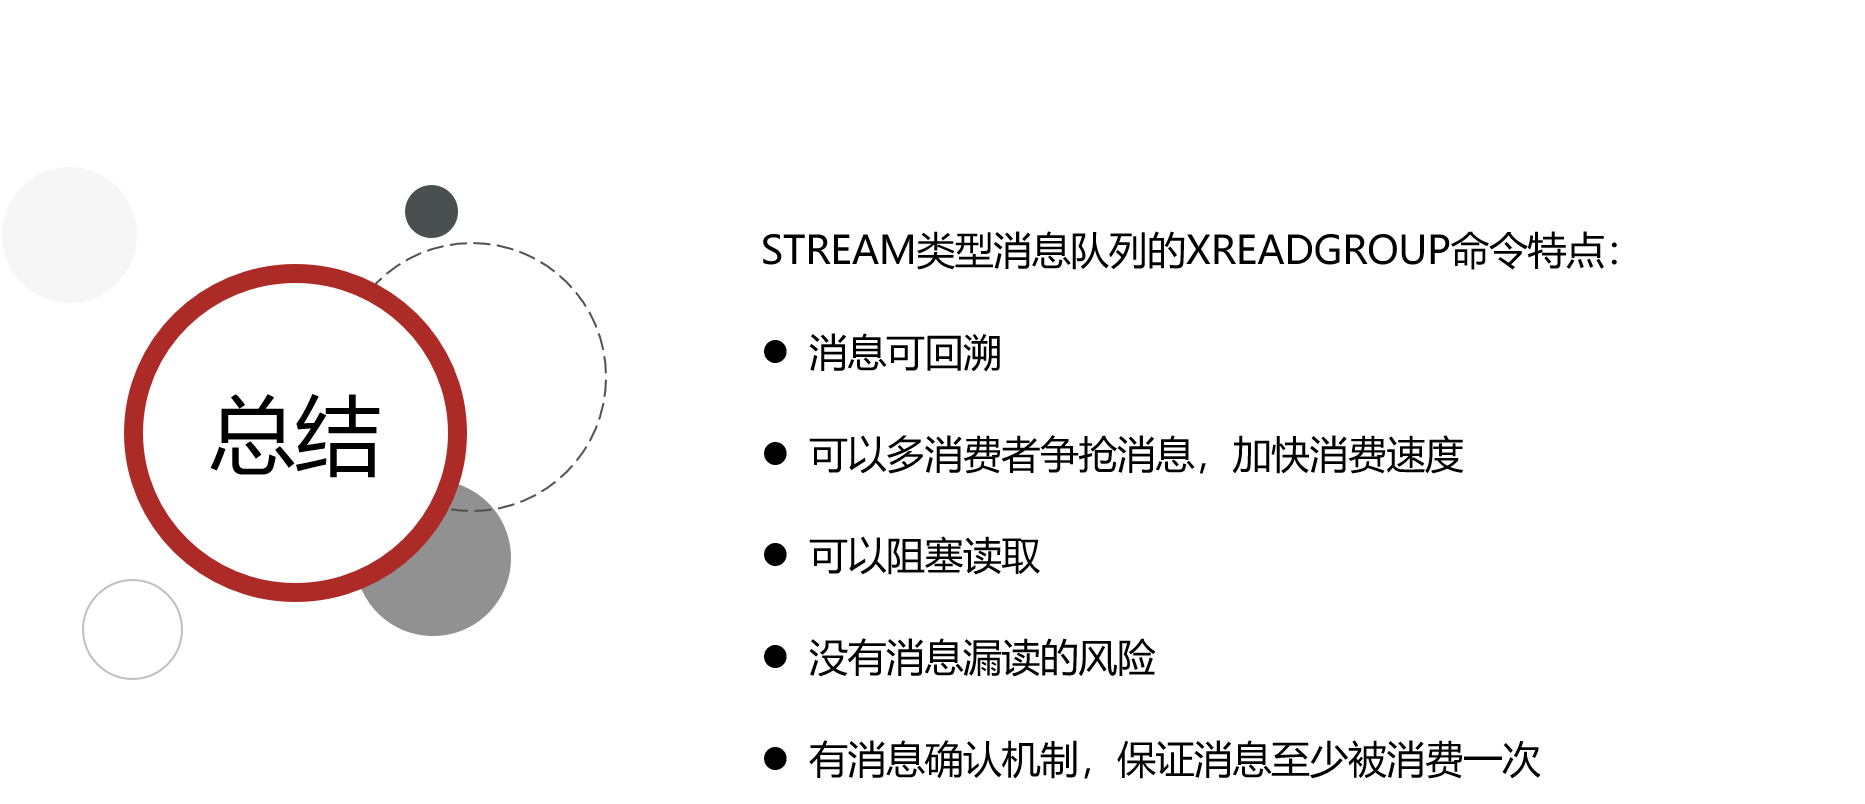 总结
STREAM类型消息队列的XREADGROUP命令特点：
● 消息可回溯
● 可以多消费者争抢消息，加快消费速度
● 可以阻塞读取
● 没有消息漏读的风险
● 有消息确认机制，保证消息至少被消费一次